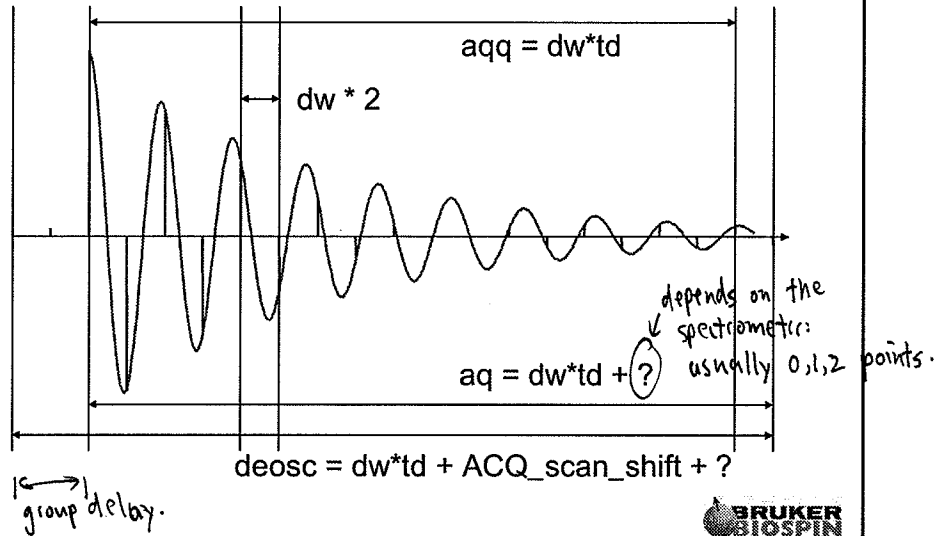 aqq = dw*td
dw * 2
depends on the
spectrometer:
usually 0,1,2 points.
aq = dw*td + ?
deosc = dw*td + ACQ_scan_shift + ?
group delay.
BRUKER
BIOSPIN